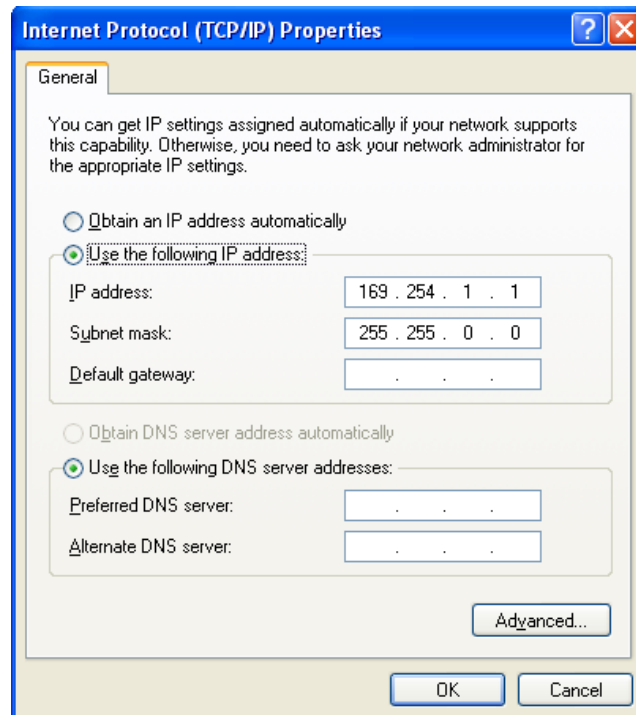 Internet Protocol (TCP/IP) Properties
General
You can get IP settings assigned automatically if your network supports
this capability. Otherwise, you need to ask your network administrator for
the appropriate IP settings.
Obtain an IP address automatically
Use the following IP address:
IP address: 169 . 254 . 1 . 1
Subnet mask: 255 . 255 . 0 . 0
Default gateway: . . .
Obtain DNS server address automatically
Use the following DNS server addresses:
Preferred DNS server: . . .
Alternate DNS server: . . .
Advanced...
OK Cancel